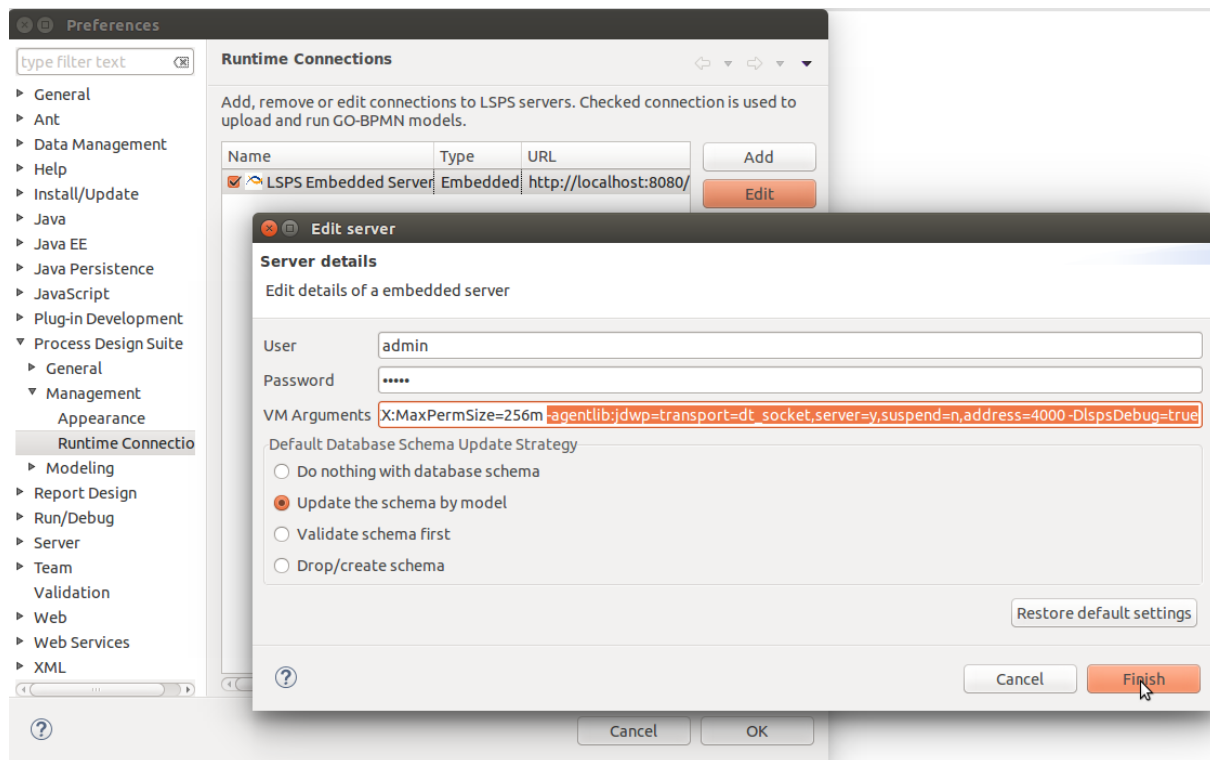 Preferences
type filter text
General
Ant
Data Management
Help
Install/Update
Java
Java EE
Java Persistence
JavaScript
Plug-in Development
Process Design Suite
General
Management
Appearance
Runtime Connectio
Modeling
Report Design
Run/Debug
Server
Team
Validation
Web
Web Services
XML
Runtime Connections
Add, remove or edit connections to LSPS servers. Checked connection is used to
upload and run GO-BPMN models.
Name Type URL
LSPS Embedded Server Embedded http://localhost:8080/
Add
Edit
Edit server
Server details
Edit details of a embedded server
User admin
Password •••••
VM Arguments X:MaxPermSize=256m -agentlib:jdwp=transport=dt_socket,server=y,suspend=n,address=4000 -DlspsDebug=true
Default Database Schema Update Strategy
Do nothing with database schema
Update the schema by model
Validate schema first
Drop/create schema
Restore default settings
? Cancel Finish
? Cancel OK